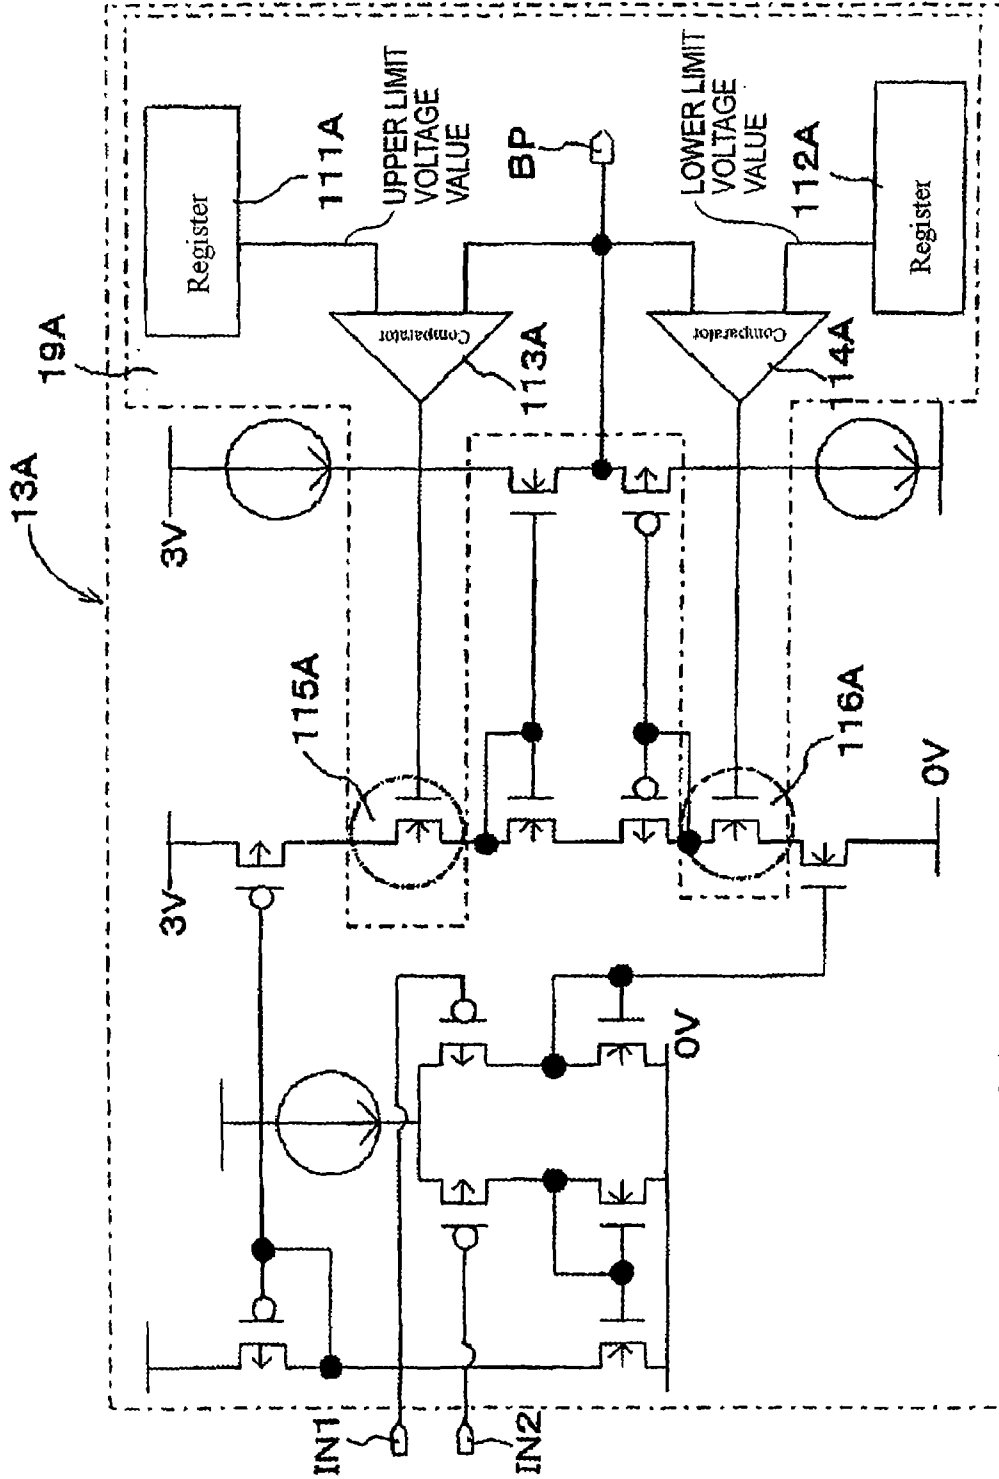 13A
19A
3V
3V
Register
111A
UPPER LIMIT
VOLTAGE
VALUE
Comparator
113A
115A
BP
IN1
IN2
LOWER LIMIT
VOLTAGE
VALUE
Comparator
114A
112A
Register
116A
0V
0V